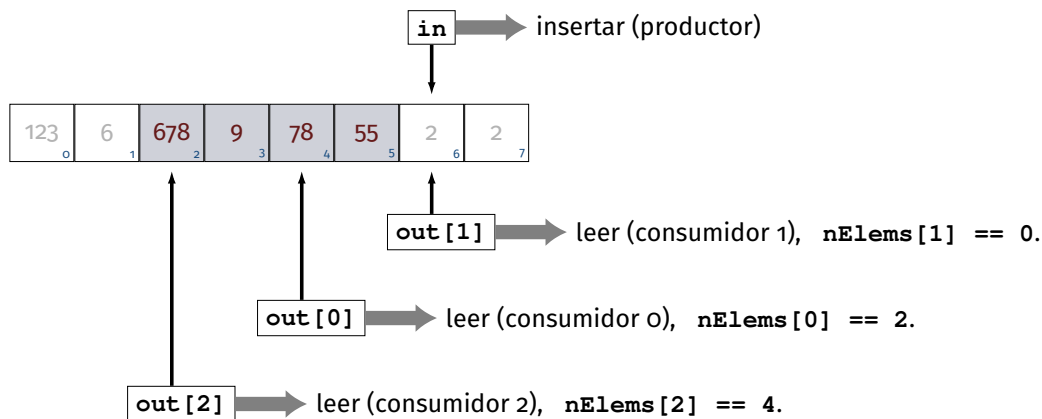 in insertar (productor)
123 6 678 9 78 55 2 2
0 1 2 3 4 5 6 7
out[1] leer (consumidor 1), nElems[1] == 0.
out[0] leer (consumidor 0), nElems[0] == 2.
out[2] leer (consumidor 2), nElems[2] == 4.